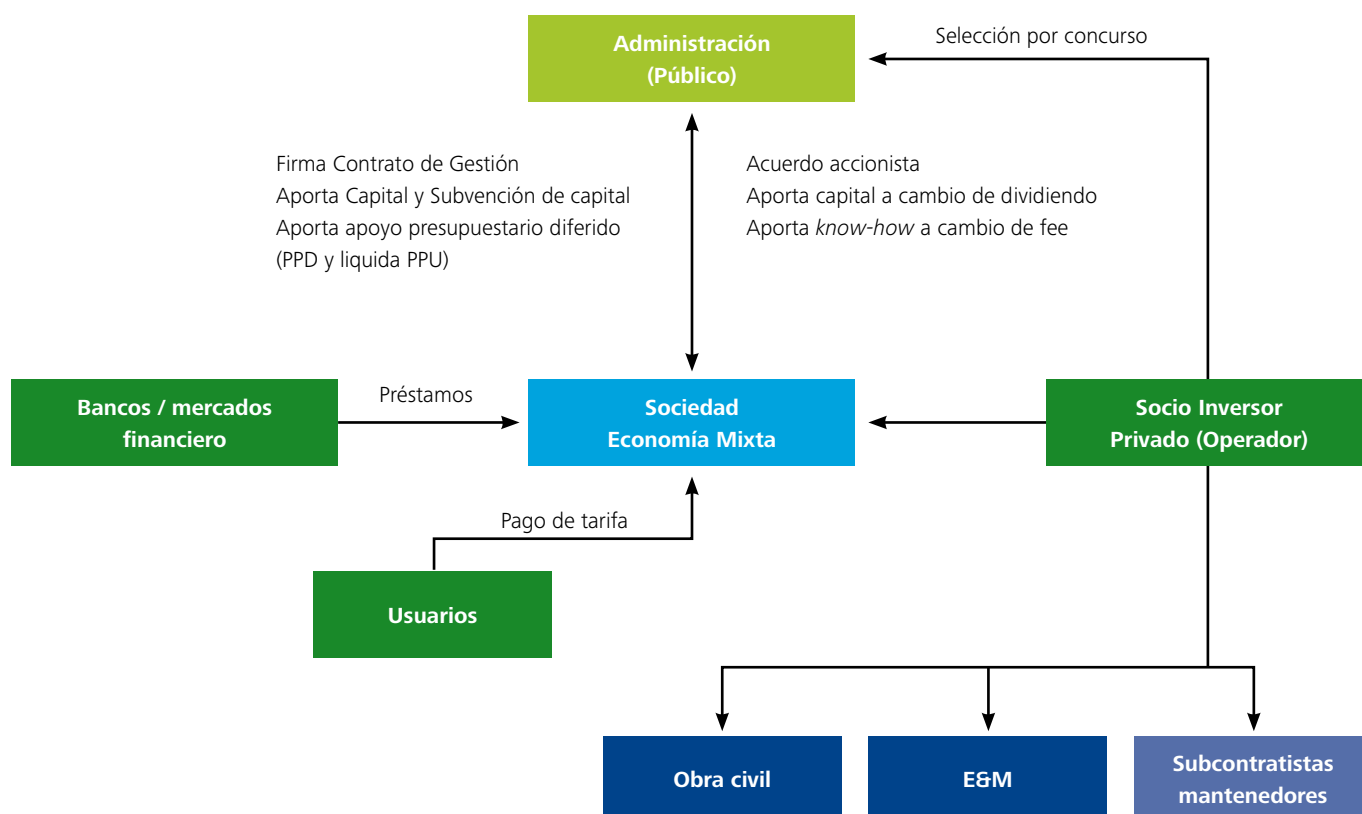 Administración
(Público)
Selección por concurso
Firma Contrato de Gestión
Aporta Capital y Subvención de capital
Aporta apoyo presupuestario diferido
(PPD y liquida PPU)
Acuerdo accionista
Aporta capital a cambio de dividiendo
Aporta know-how a cambio de fee
Bancos / mercados
financiero
Préstamos
Sociedad
Economía Mixta
Socio Inversor
Privado (Operador)
Pago de tarifa
Usuarios
Obra civil
E&M
Subcontratistas
mantenedores